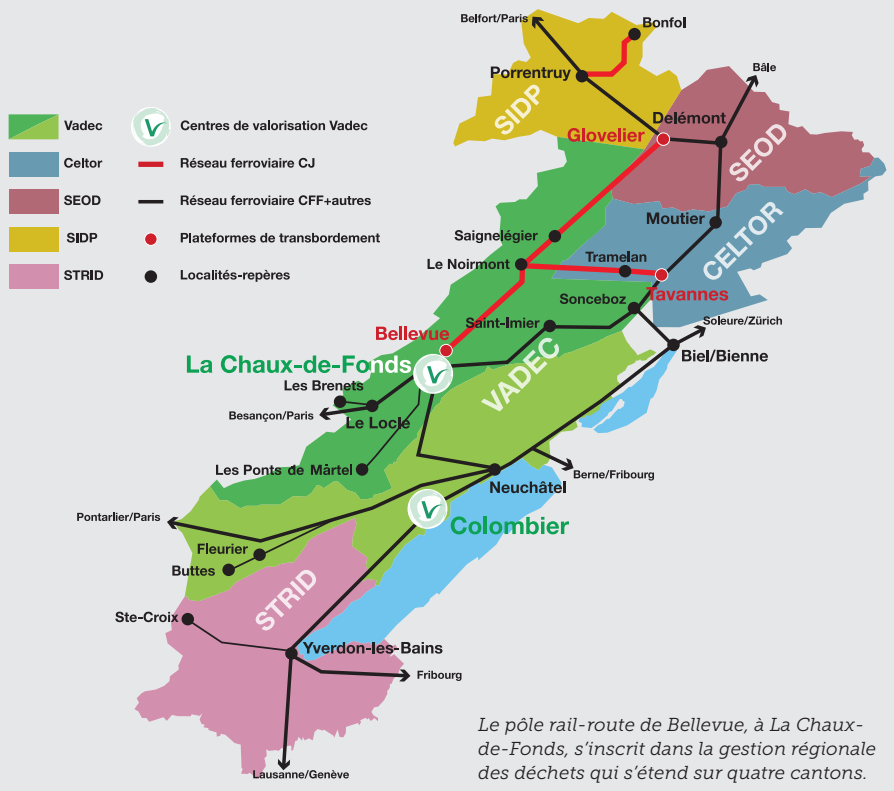 Belfort/Paris
Bonfol
Porrentruy
Bâle
SIDP
Delémont
Glovelier
SEOD
Vadec
Centres de valorisation Vadec
Celtor
Réseau ferroviaire CJ
SEOD
Réseau ferroviaire CFF+autres
SIDP
Plateformes de transbordement
STRID
Localités-repères
Moutier
CELTOR
Saignelégier
Tramelan
Le Noirmont
Tavannes
Sonceboz
Soleure/Zürich
Saint-Imier
Bellevue
Biel/Bienne
La Chaux-de-Fonds
VADEC
Les Brenets
Besançon/Paris
Le Locle
Les Ponts de Mârtel
Berne/Fribourg
Neuchâtel
Pontarlier/Paris
Colombier
Fleurier
Buttes
STRID
Ste-Croix
Yverdon-les-Bains
Fribourg
Lausanne/Genève
Le pôle rail-route de Bellevue, à La Chaux-
de-Fonds, s’inscrit dans la gestion régionale
des déchets qui s’étend sur quatre cantons.